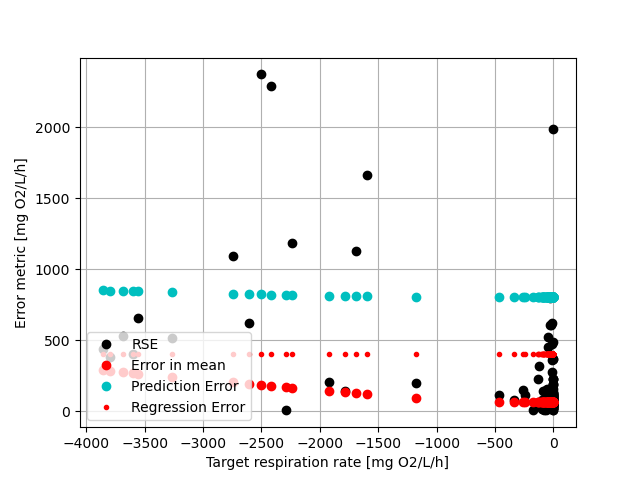 2000
1500
1000
500
0
Error metric [mg O2/L/h]
RSE
Error in mean
Prediction Error
Regression Error
−4000 −3500 −3000 −2500 −2000 −1500 −1000 −500 0
Target respiration rate [mg O2/L/h]